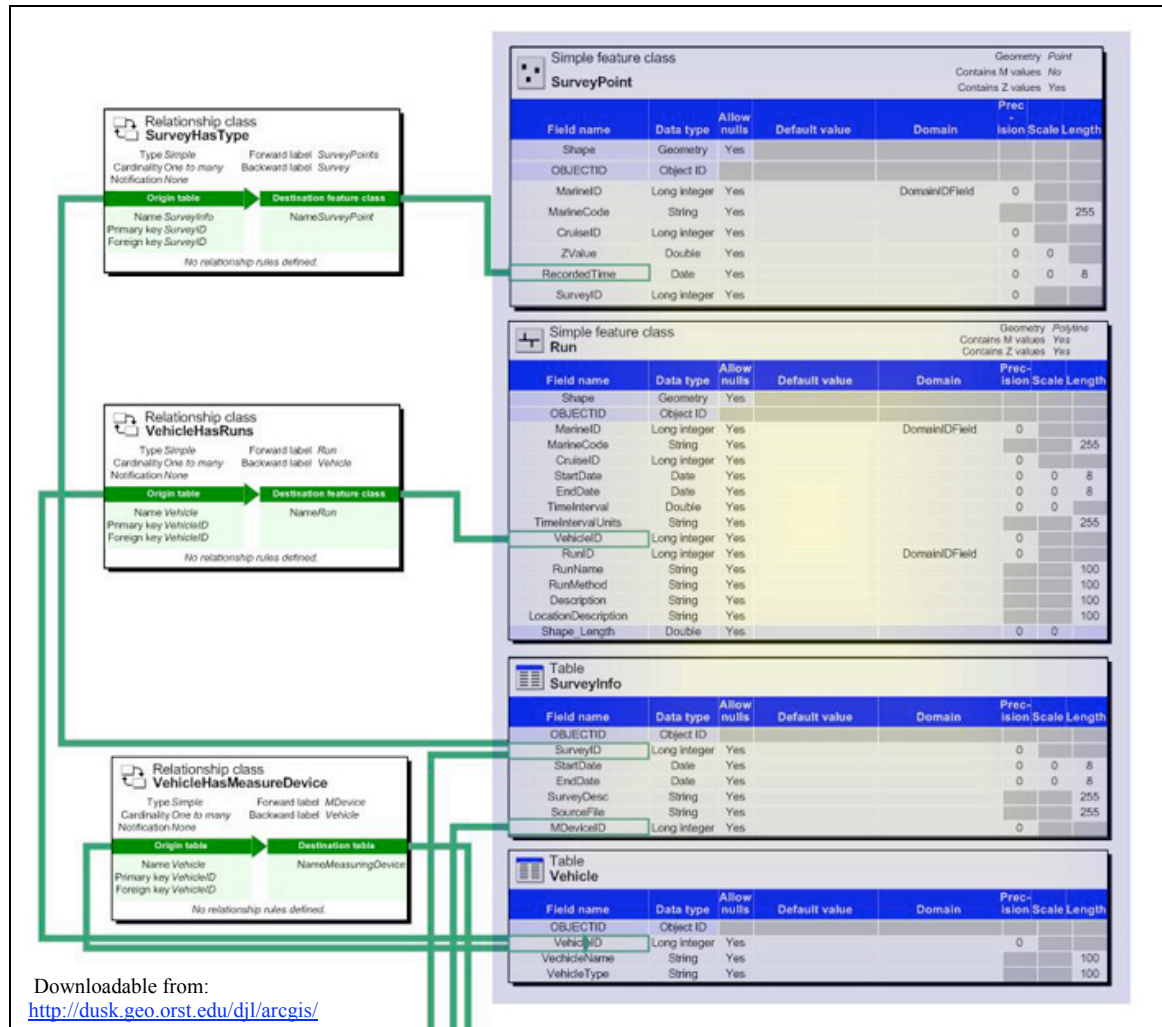 Relationship class
SurveyHasType
Type Simple Forward label SurveyPoints
Cardinality One to many Backward label Survey
Notification None
Origin table Destination feature class
Name SurveyInfo NameSurveyPoint
Primary key SurveyID
Foreign key SurveyID
No relationship rules defined.
Relationship class
VehicleHasRuns
Type Simple Forward label Run
Cardinality One to many Backward label Vehicle
Notification None
Origin table Destination feature class
Name Vehicle NameRun
Primary key VehicleID
Foreign key VehicleID
No relationship rules defined.
Relationship class
VehicleHasMeasureDevice
Type Simple Forward label MDevice
Cardinality One to many Backward label Vehicle
Notification None
Origin table Destination table
Name Vehicle NameMeasuringDevice
Primary key VehicleID
Foreign key VehicleID
No relationship rules defined.
Downloadable from:
http://dusk.geo.orst.edu/djl/arcgis/
Simple feature class
SurveyPoint
Geometry Point
Contains M values No
Contains Z values Yes
Field name Data type Allow nulls Default value Domain Prec-ision Scale Length
Shape Geometry Yes
OBJECTID Object ID
MarineID Long integer Yes DomainIDField 0
MarineCode String Yes 255
CruiseID Long integer Yes 0
ZValue Double Yes 0 0
RecordedTime Date Yes 0 0 8
SurveyID Long integer Yes 0
Simple feature class
Run
Geometry Polyline
Contains M values Yes
Contains Z values Yes
Field name Data type Allow nulls Default value Domain Prec-ision Scale Length
Shape Geometry Yes
OBJECTID Object ID
MarineID Long integer Yes DomainIDField 0
MarineCode String Yes 255
CruiseID Long integer Yes 0
StartDate Date Yes 0 0 8
EndDate Date Yes 0 0 8
TimeInterval Double Yes 0 0
TimeIntervalUnits String Yes 255
VehicleID Long integer Yes 0
RunID Long integer Yes DomainIDField 0
RunName String Yes 100
RunMethod String Yes 100
Description String Yes 100
LocationDescription String Yes 100
Shape_Length Double Yes 0 0
Table
SurveyInfo
Field name Data type Allow nulls Default value Domain Prec-ision Scale Length
OBJECTID Object ID
SurveyID Long integer Yes 0
StartDate Date Yes 0 0 8
EndDate Date Yes 0 0 8
SurveyDesc String Yes 255
SourceFile String Yes 255
MDeviceID Long integer Yes 0
Table
Vehicle
Field name Data type Allow nulls Default value Domain Prec-ision Scale Length
OBJECTID Object ID
VehicleID Long integer Yes 0
VechicleName String Yes 100
VehicleType String Yes 100